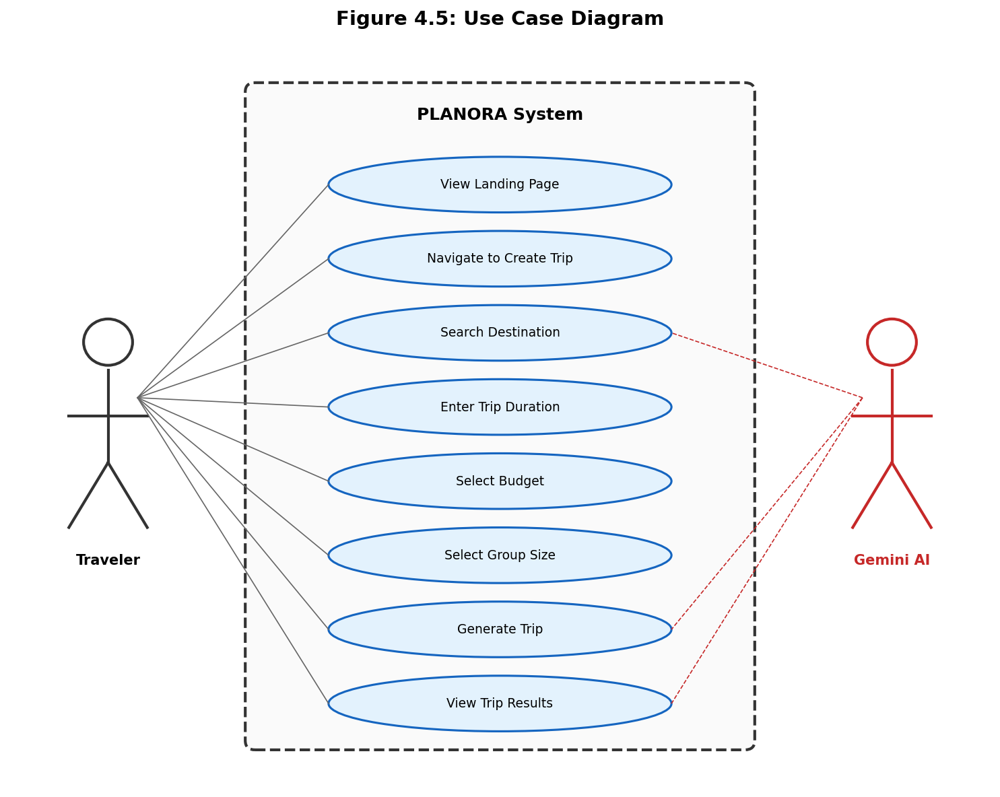 Figure 4.5: Use Case Diagram
PLANORA System
View Landing Page
Navigate to Create Trip
Search Destination
Enter Trip Duration
Select Budget
Select Group Size
Traveler
Gemini AI
Generate Trip
View Trip Results